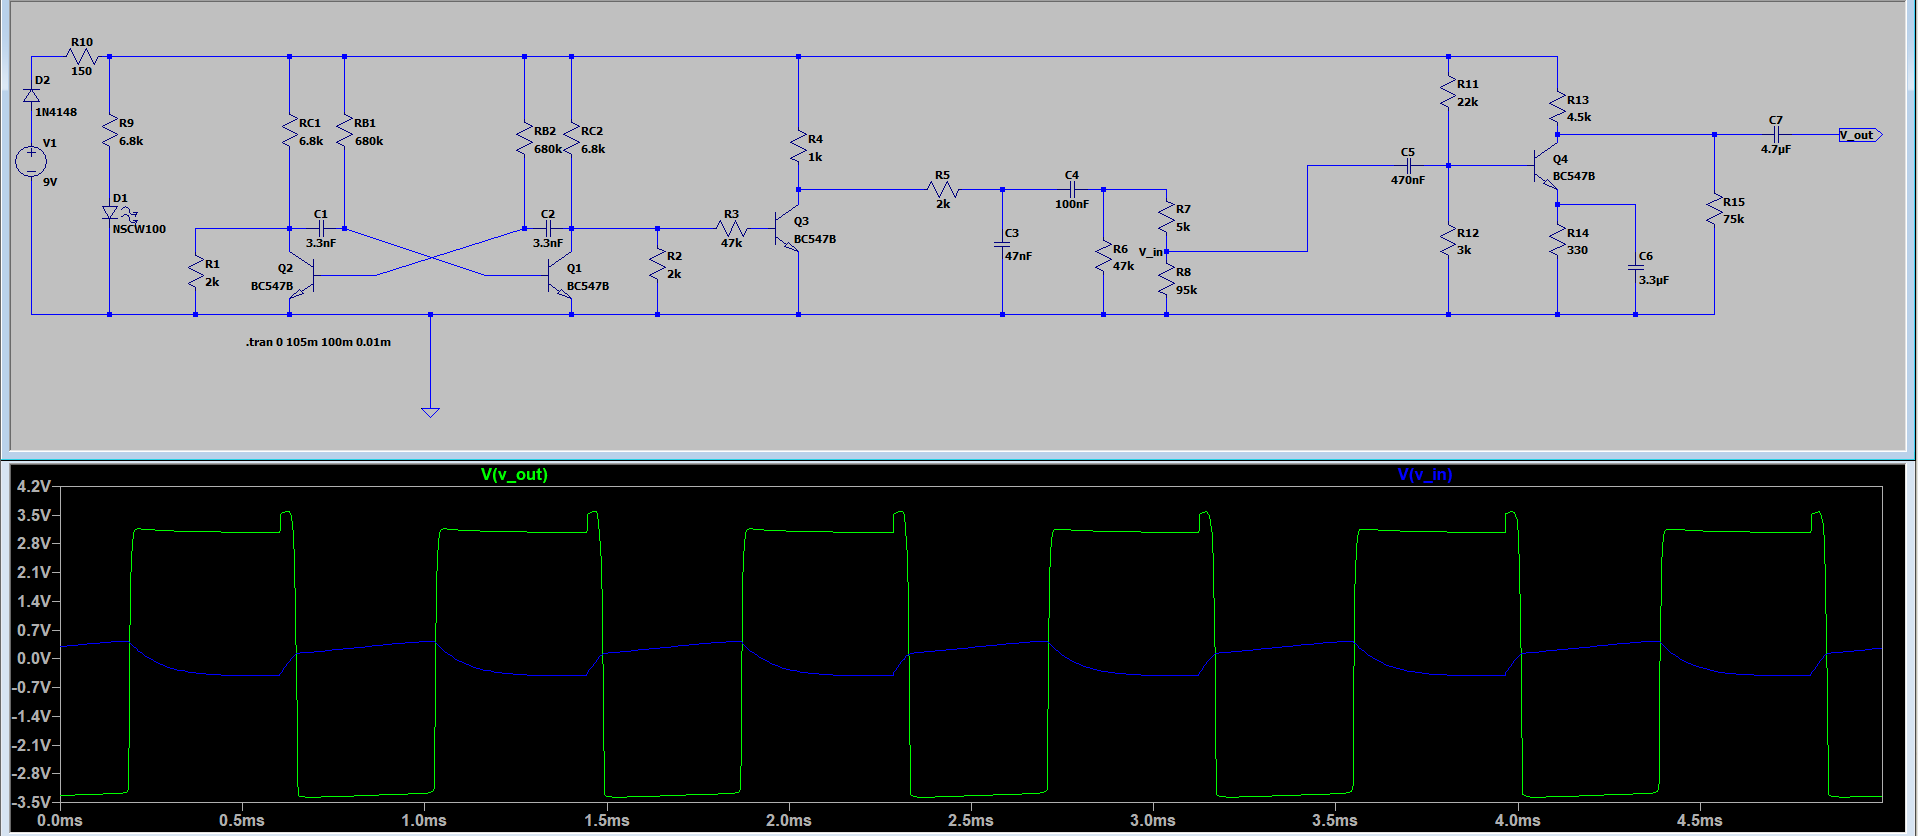 R10
150
D2
1N4148
V1
9V
R9
6.8k
D1
NSCW100
RC1
6.8k
RB1
680k
C1
3.3nF
R1
2k
Q2
BC547B
RB2
680k
RC2
6.8k
C2
3.3nF
Q1
BC547B
R2
2k
R3
47k
R4
1k
Q3
BC547B
R5
2k
C3
47nF
C4
100nF
R6
47k
R7
5k
V_in
R8
95k
C5
470nF
R11
22k
R12
3k
R13
4.5k
Q4
BC547B
R14
330
C6
3.3µF
R15
75k
C7
4.7µF
V_out
.tran 0 105m 100m 0.01m
V(v_out)
V(v_in)
4.2V
3.5V
2.8V
2.1V
1.4V
0.7V
0.0V
-0.7V
-1.4V
-2.1V
-2.8V
-3.5V
0.0ms 0.5ms 1.0ms 1.5ms 2.0ms 2.5ms 3.0ms 3.5ms 4.0ms 4.5ms